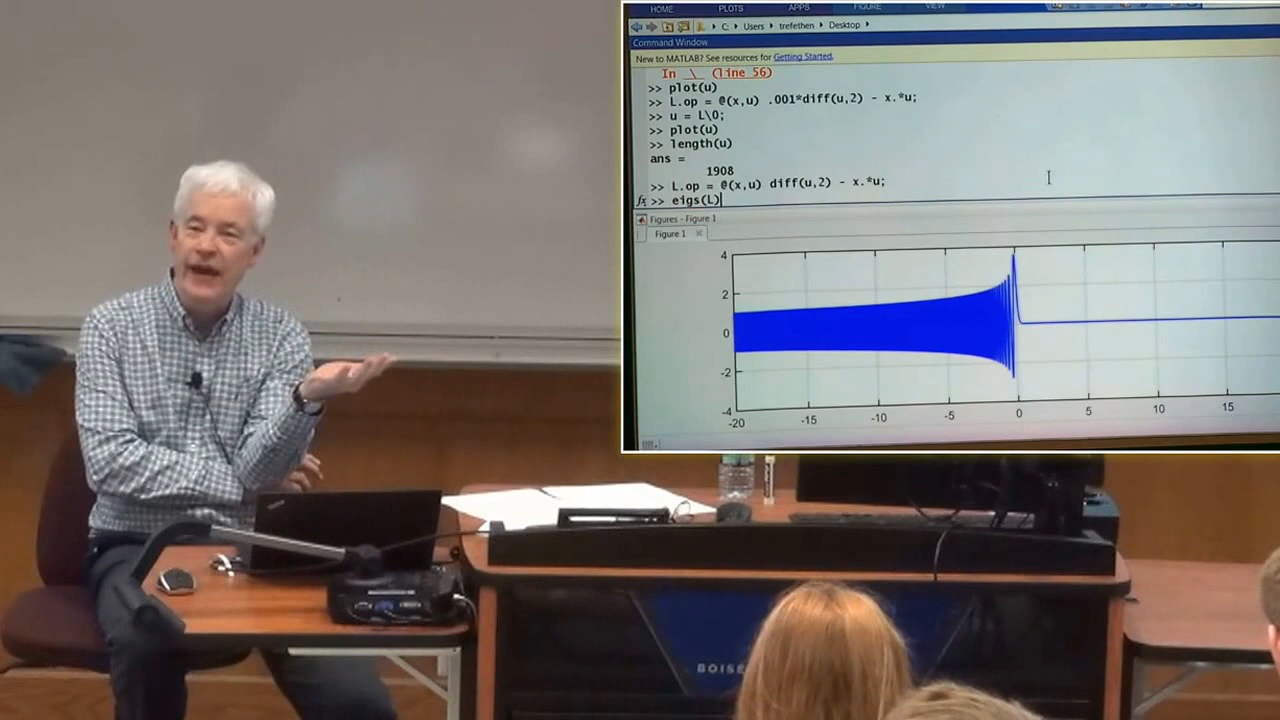 HOME PLOTS APPS FIGURE VIEW
C: Users trefethen Desktop
Command Window
New to MATLAB? See resources for Getting Started.
In \ (line 56)
>> plot(u)
>> L.op = @(x,u) .001*diff(u,2) - x.*u;
>> u = L\0;
>> plot(u)
>> length(u)
ans =
1908
>> L.op = @(x,u) diff(u,2) - x.*u;
fx >> eigs(L)
Figures - Figure 1
Figure 1
4
2
0
-2
-4
-20 -15 -10 -5 0 5 10 15
BOISE